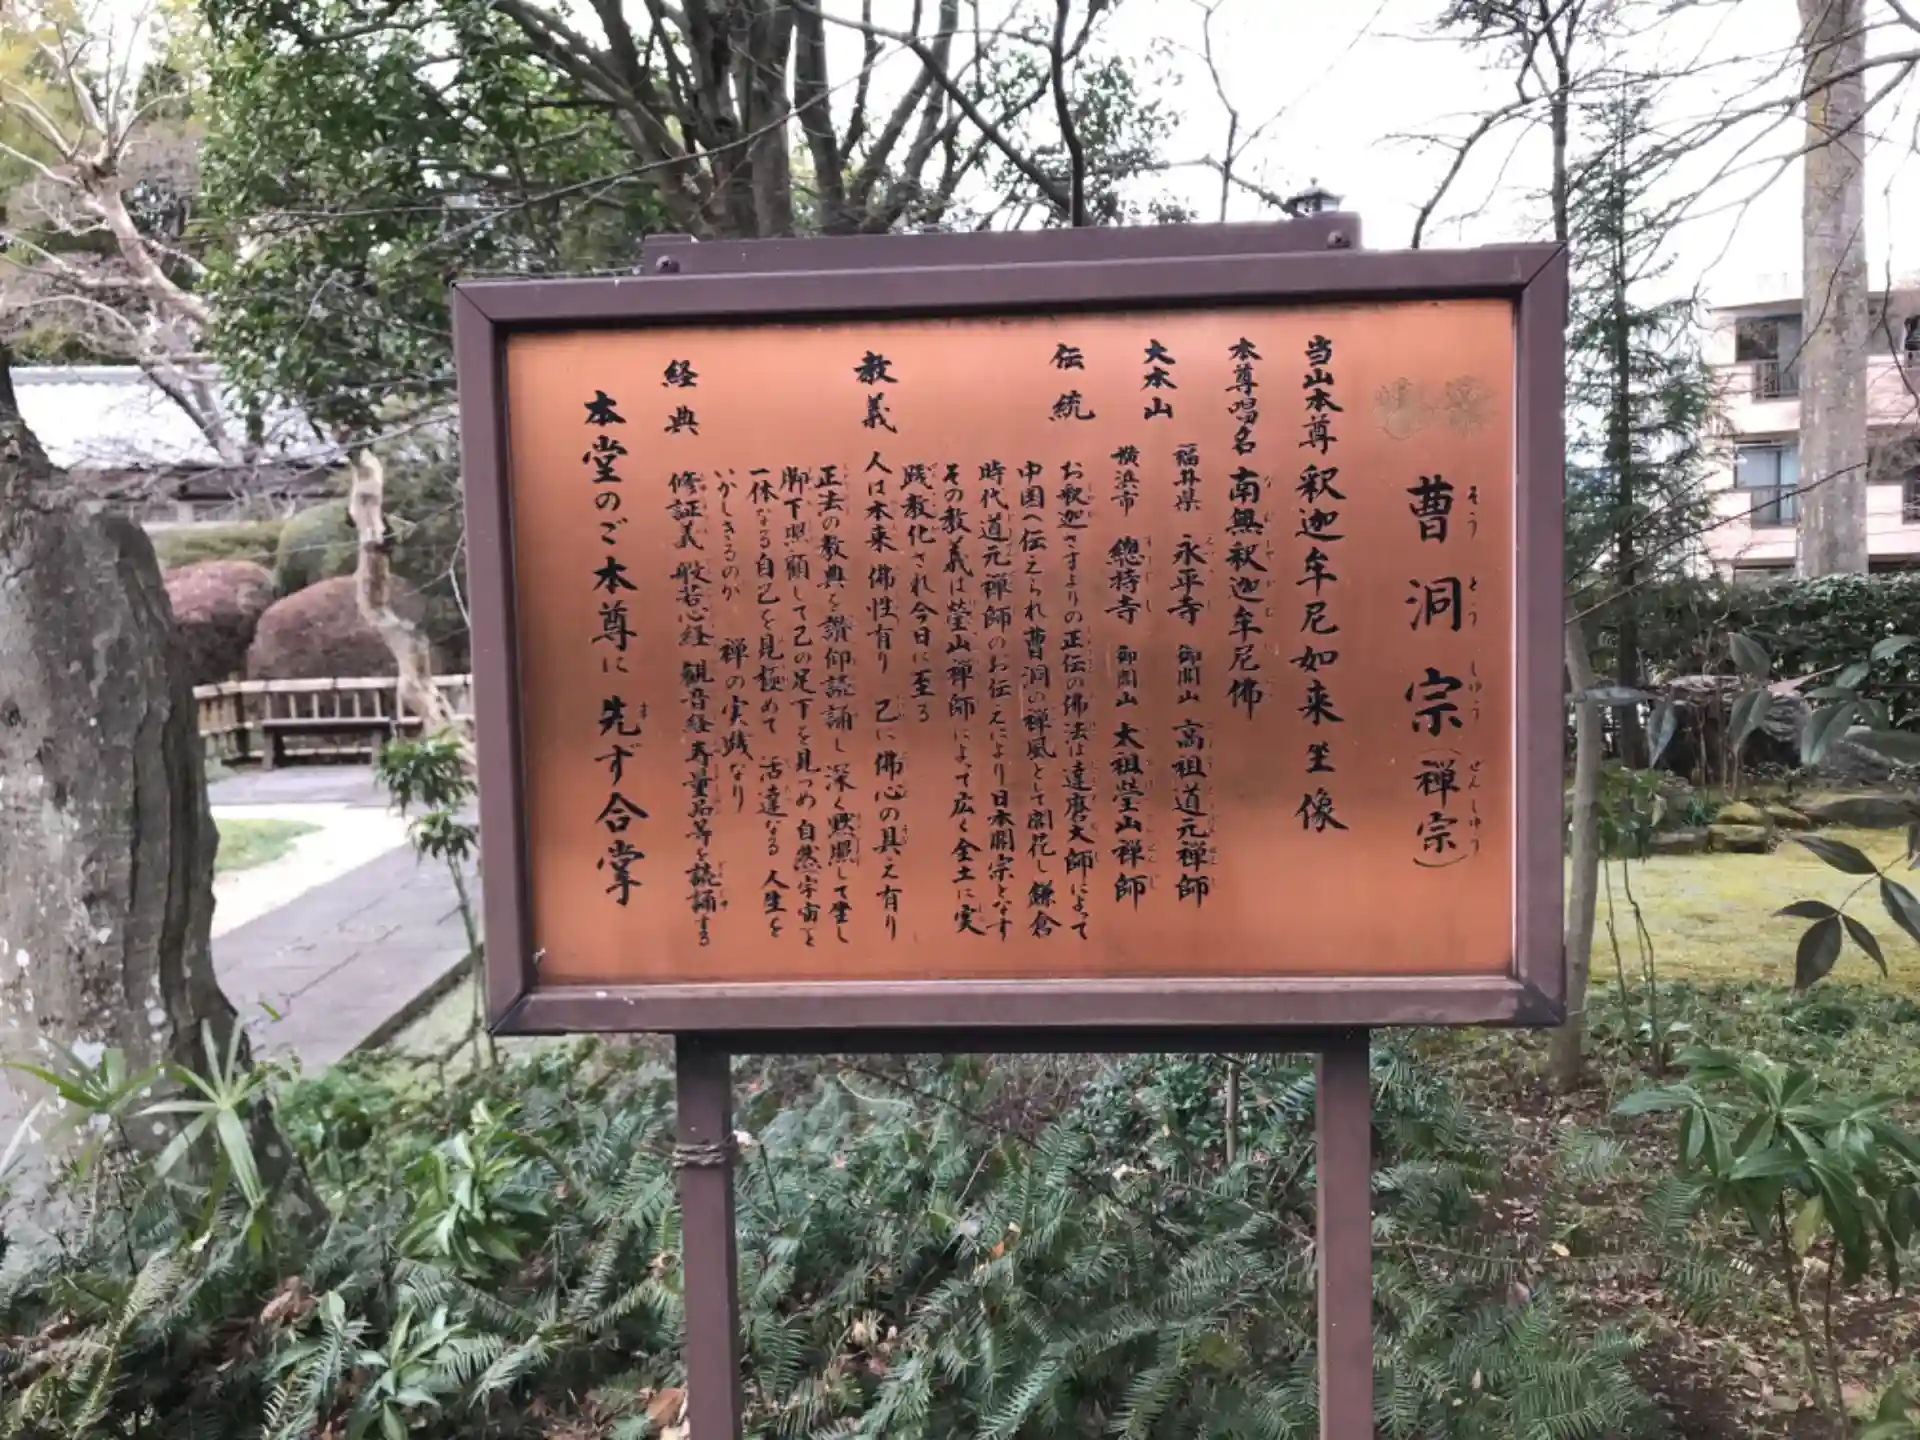 曹洞宗（禅宗）
当山本尊 釈迦牟尼如来坐像
本尊唱名 南無釈迦牟尼佛
大本山
福井県 永平寺 御開山 高祖道元禅師
横浜市 總持寺 御開山 太祖瑩山禅師
伝統
お釈迦さまよりの正伝の佛法は達磨大師によって
中国へ伝えられ曹洞の禅風として開花し鎌倉
時代道元禅師のお伝えにより日本開宗となす
その教義は瑩山禅師によって広く全土に実
践教化され今日に至る
教義 人は本来佛性有り 己に佛心の具え有り
正法の教典を讃仰読誦し深く黙照して坐し
脚下照顧して己の足下を見つめ自然宇宙と
一体なる自己を見極めて 活達なる人生を
いかしきるのが 禅の実践なり
経典 修証義 般若心経 観音経 寿量品等を読誦する
本堂のご本尊に 先ず合掌